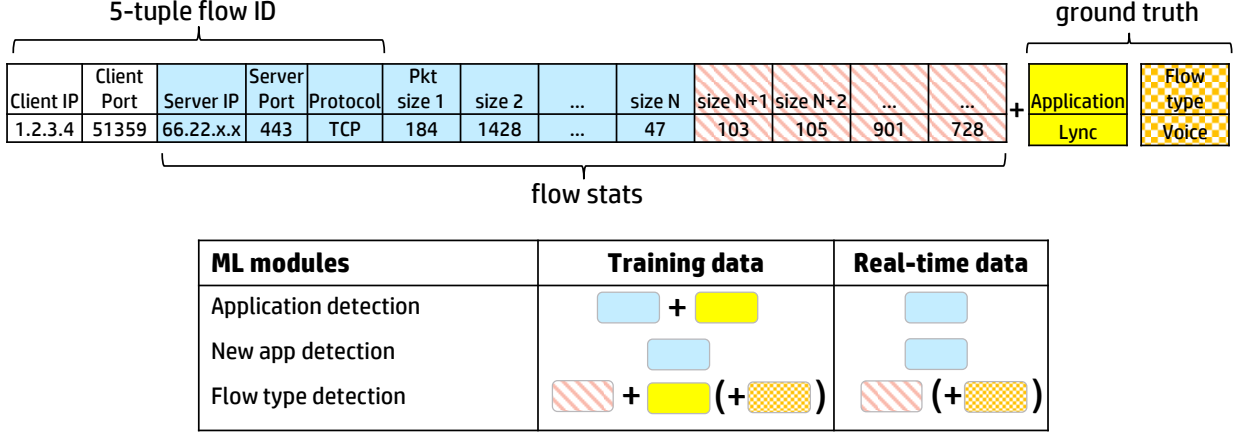 5-tuple flow ID ground truth
Client IP Client Port Server IP Server Port Protocol Pkt size 1 size 2 ... size N size N+1 size N+2 ... ... + Application Flow type
1.2.3.4 51359 66.22.x.x 443 TCP 184 1428 ... 47 103 105 901 728 Lync Voice
flow stats
ML modules Training data Real-time data
Application detection +
New app detection
Flow type detection + (+ ) (+ )